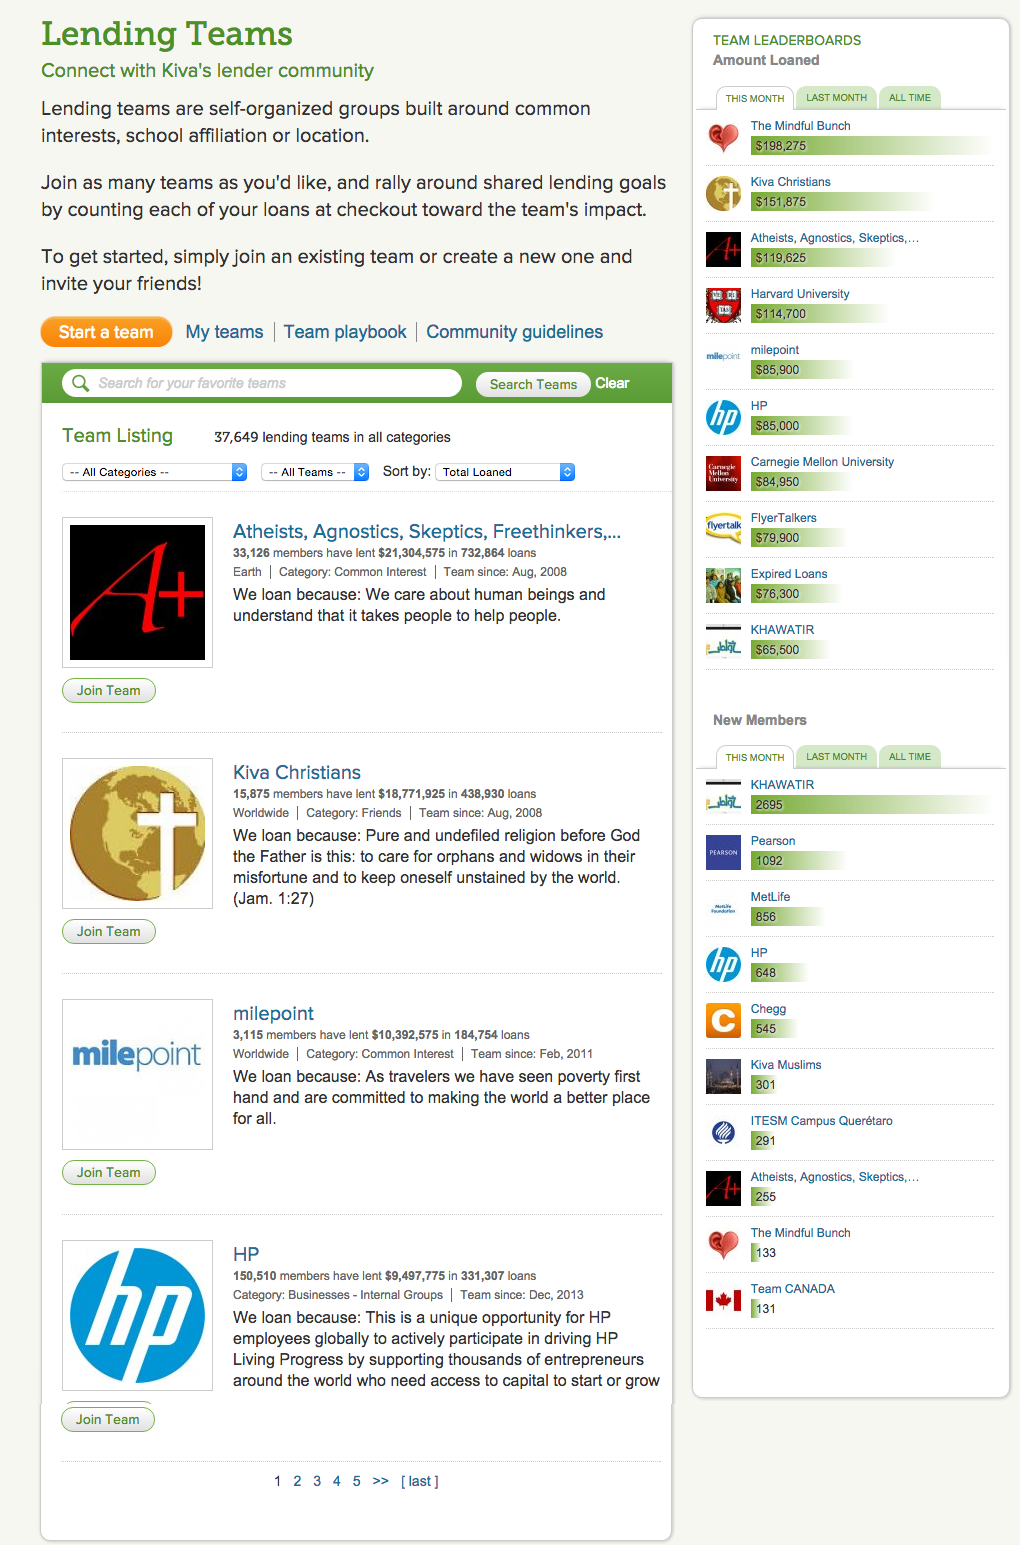 Lending Teams
Connect with Kiva's lender community
Lending teams are self-organized groups built around common
interests, school affiliation or location.
Join as many teams as you'd like, and rally around shared lending goals
by counting each of your loans at checkout toward the team's impact.
To get started, simply join an existing team or create a new one and
invite your friends!
Start a team
My teams
Team playbook
Community guidelines
Search for your favorite teams
Search Teams
Clear
Team Listing
37,649 lending teams in all categories
-- All Categories --
-- All Teams --
Sort by:
Total Loaned
A+
Atheists, Agnostics, Skeptics, Freethinkers,...
33,126 members have lent $21,304,575 in 732,864 loans
Earth | Category: Common Interest | Team since: Aug, 2008
We loan because: We care about human beings and
understand that it takes people to help people.
Join Team
Kiva Christians
15,875 members have lent $18,771,925 in 438,930 loans
Worldwide | Category: Friends | Team since: Aug, 2008
We loan because: Pure and undefiled religion before God
the Father is this: to care for orphans and widows in their
misfortune and to keep oneself unstained by the world.
(Jam. 1:27)
Join Team
milepoint
milepoint
3,115 members have lent $10,392,575 in 184,754 loans
Worldwide | Category: Common Interest | Team since: Feb, 2011
We loan because: As travelers we have seen poverty first
hand and are committed to making the world a better place
for all.
Join Team
hp
HP
150,510 members have lent $9,497,775 in 331,307 loans
Category: Businesses - Internal Groups | Team since: Dec, 2013
We loan because: This is a unique opportunity for HP
employees globally to actively participate in driving HP
Living Progress by supporting thousands of entrepreneurs
around the world who need access to capital to start or grow
Join Team
1 2 3 4 5 >> [ last ]
TEAM LEADERBOARDS
Amount Loaned
THIS MONTH
LAST MONTH
ALL TIME
The Mindful Bunch
$198,275
Kiva Christians
$151,875
A+
Atheists, Agnostics, Skeptics,...
$119,625
Harvard University
$114,700
milepoint
milepoint
$85,900
hp
HP
$85,000
Carnegie
Mellon
University
Carnegie Mellon University
$84,950
flyertalk
FlyerTalkers
$79,900
Expired Loans
$76,300
KHAWATIR
$65,500
New Members
THIS MONTH
LAST MONTH
ALL TIME
KHAWATIR
2695
PEARSON
Pearson
1092
MetLife
Foundation
MetLife
856
hp
HP
648
C
Chegg
545
Kiva Muslims
301
ITESM Campus Querétaro
291
A+
Atheists, Agnostics, Skeptics,...
255
The Mindful Bunch
133
Team CANADA
131